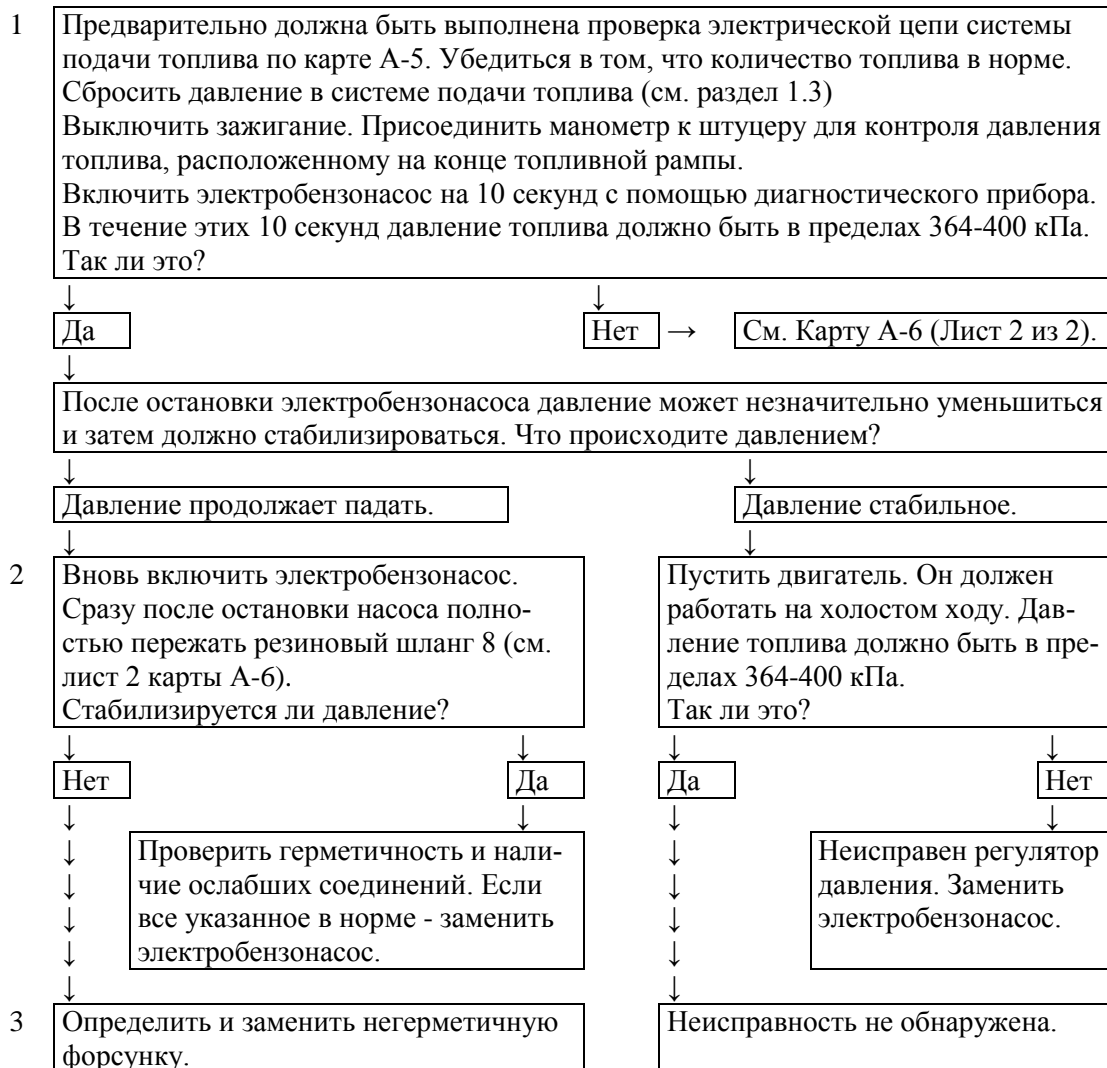 1
Предварительно должна быть выполнена проверка электрической цепи системы
подачи топлива по карте А-5. Убедиться в том, что количество топлива в норме.
Сбросить давление в системе подачи топлива (см. раздел 1.3)
Выключить зажигание. Присоединить манометр к штуцеру для контроля давления
топлива, расположенному на конце топливной рампы.
Включить электробензонасос на 10 секунд с помощью диагностического прибора.
В течение этих 10 секунд давление топлива должно быть в пределах 364-400 кПа.
Так ли это?
↓ ↓
Да Нет → См. Карту А-6 (Лист 2 из 2).
↓
После остановки электробензонасоса давление может незначительно уменьшиться
и затем должно стабилизироваться. Что происходите давлением?
↓ ↓
Давление продолжает падать. Давление стабильное.
↓ ↓
2
Вновь включить электробензонасос.
Сразу после остановки насоса полно-
стью пережать резиновый шланг 8 (см.
лист 2 карты А-6).
Стабилизируется ли давление?
Пустить двигатель. Он должен
работать на холостом ходу. Дав-
ление топлива должно быть в пре-
делах 364-400 кПа.
Так ли это?
↓ ↓ ↓ ↓
Нет Да Да Нет
↓ ↓ ↓ ↓
↓
↓
↓
↓
↓
Проверить герметичность и нали-
чие ослабших соединений. Если
все указанное в норме - заменить
электробензонасос.
↓
↓
↓
↓
↓
Неисправен регулятор
давления. Заменить
электробензонасос.
3
Определить и заменить негерметичную
форсунку.
Неисправность не обнаружена.